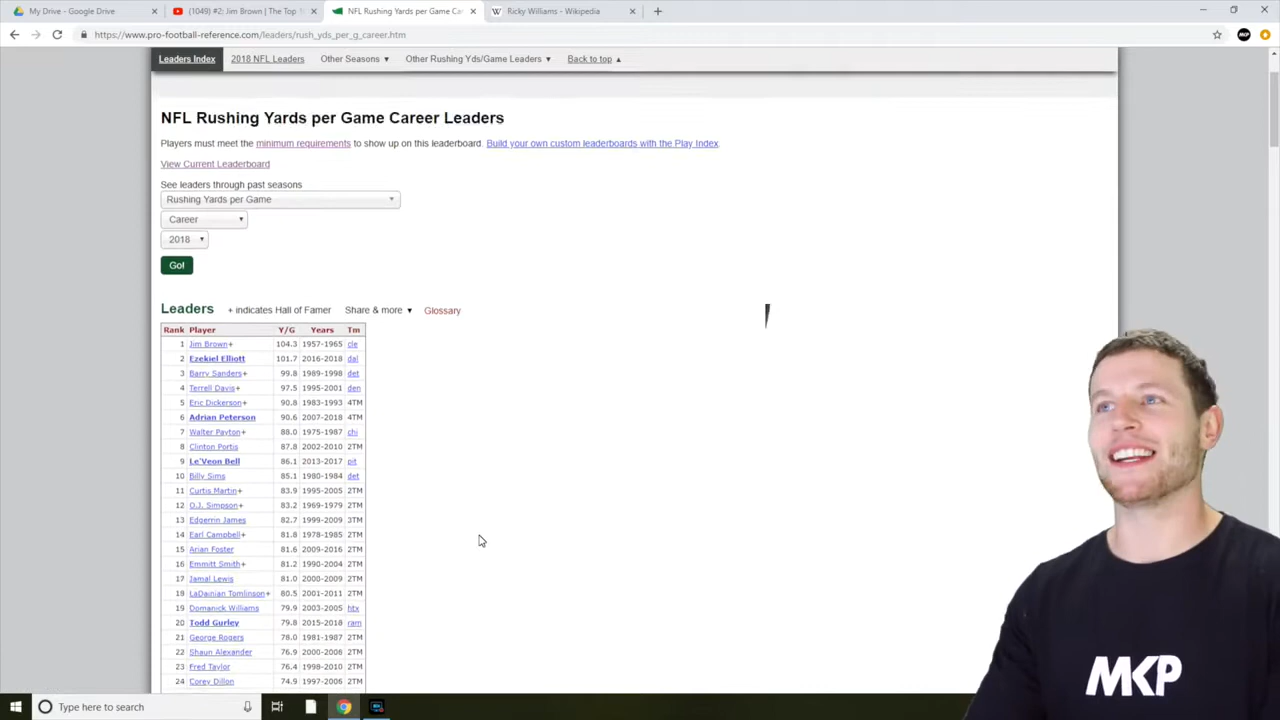 My Drive - Google Drive
(1049) #2: Jim Brown | The Top 1
NFL Rushing Yards per Game Car
Ricky Williams - Wikipedia
https://www.pro-football-reference.com/leaders/rush_yds_per_g_career.htm
MKP
Leaders Index 2018 NFL Leaders Other Seasons Other Rushing Yds/Game Leaders Back to top
NFL Rushing Yards per Game Career Leaders
Players must meet the minimum requirements to show up on this leaderboard. Build your own custom leaderboards with the Play Index.
View Current Leaderboard
See leaders through past seasons
Rushing Yards per Game
Career
2018
Go!
Leaders + indicates Hall of Famer Share & more Glossary
Rank Player Y/G Years Tm
1 Jim Brown+ 104.3 1957-1965 cle
2 Ezekiel Elliott 101.7 2016-2018 dal
3 Barry Sanders+ 99.8 1989-1998 det
4 Terrell Davis+ 97.5 1995-2001 den
5 Eric Dickerson+ 90.8 1983-1993 4TM
6 Adrian Peterson 90.6 2007-2018 4TM
7 Walter Payton+ 88.0 1975-1987 chi
8 Clinton Portis 87.8 2002-2010 2TM
9 Le'Veon Bell 86.1 2013-2017 pit
10 Billy Sims 85.1 1980-1984 det
11 Curtis Martin+ 83.9 1995-2005 2TM
12 O.J. Simpson+ 83.2 1969-1979 2TM
13 Edgerrin James 82.7 1999-2009 3TM
14 Earl Campbell+ 81.8 1978-1985 2TM
15 Arian Foster 81.6 2009-2016 2TM
16 Emmitt Smith+ 81.2 1990-2004 2TM
17 Jamal Lewis 81.0 2000-2009 2TM
18 LaDainian Tomlinson+ 80.5 2001-2011 2TM
19 Domanick Williams 79.9 2003-2005 htx
20 Todd Gurley 79.8 2015-2018 ram
21 George Rogers 78.0 1981-1987 2TM
22 Shaun Alexander 76.9 2000-2008 2TM
23 Fred Taylor 76.4 1998-2010 2TM
24 Corey Dillon 74.9 1997-2006 2TM
MKP
Type here to search